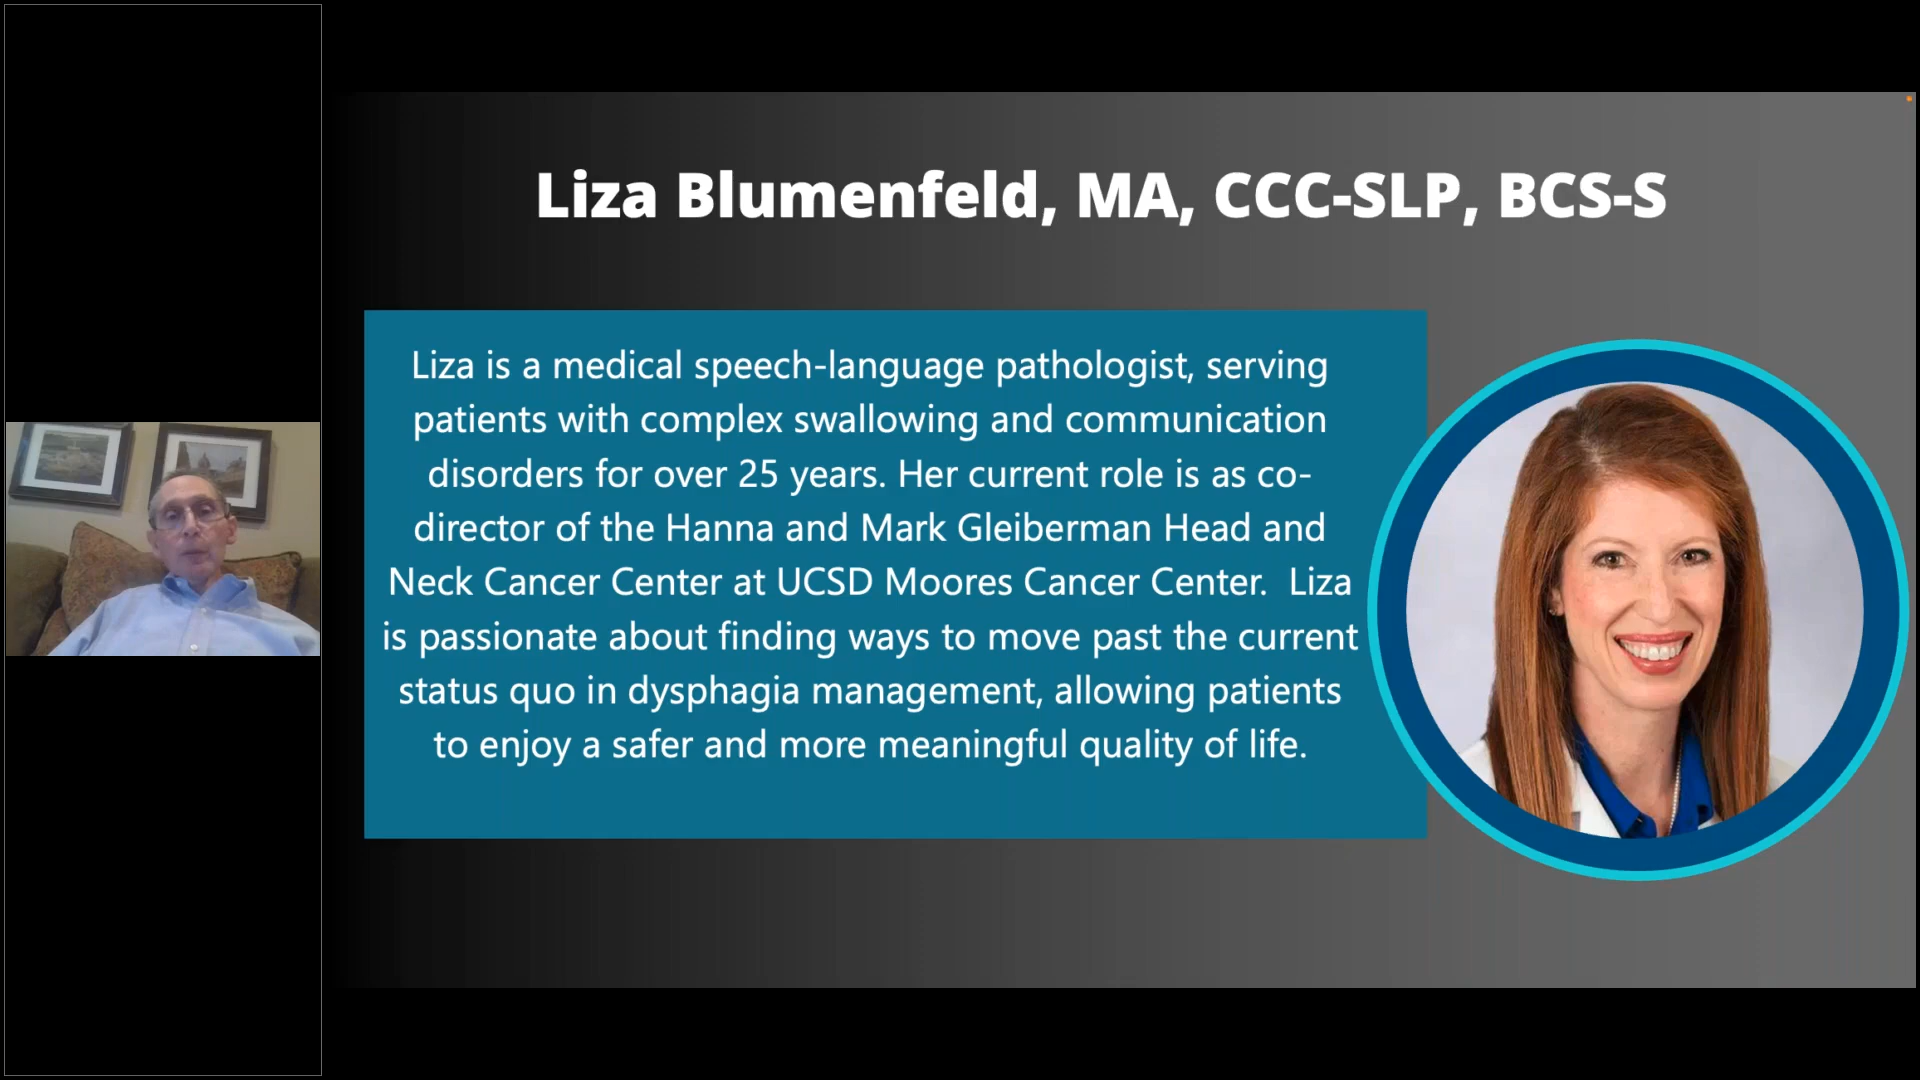 Liza Blumenfeld, MA, CCC-SLP, BCS-S
Liza is a medical speech-language pathologist, serving
patients with complex swallowing and communication
disorders for over 25 years. Her current role is as co-
director of the Hanna and Mark Gleiberman Head and
Neck Cancer Center at UCSD Moores Cancer Center.  Liza
is passionate about finding ways to move past the current
status quo in dysphagia management, allowing patients
to enjoy a safer and more meaningful quality of life.